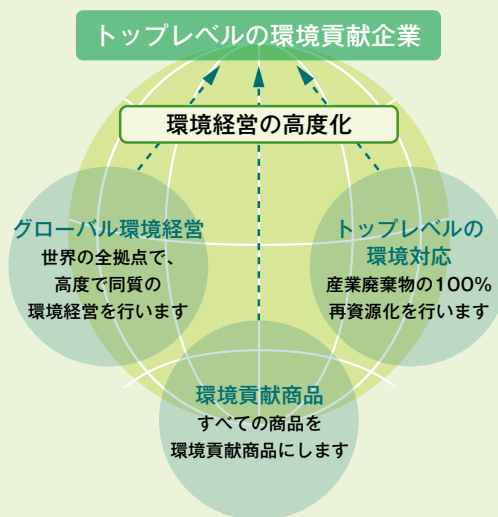 トップレベルの環境貢献企業
環境経営の高度化
グローバル環境経営
世界の全拠点で、
高度で同質の
環境経営を行います
トップレベルの
環境対応
産業廃棄物の100%
再資源化を行います
環境貢献商品
すべての商品を
環境貢献商品にします